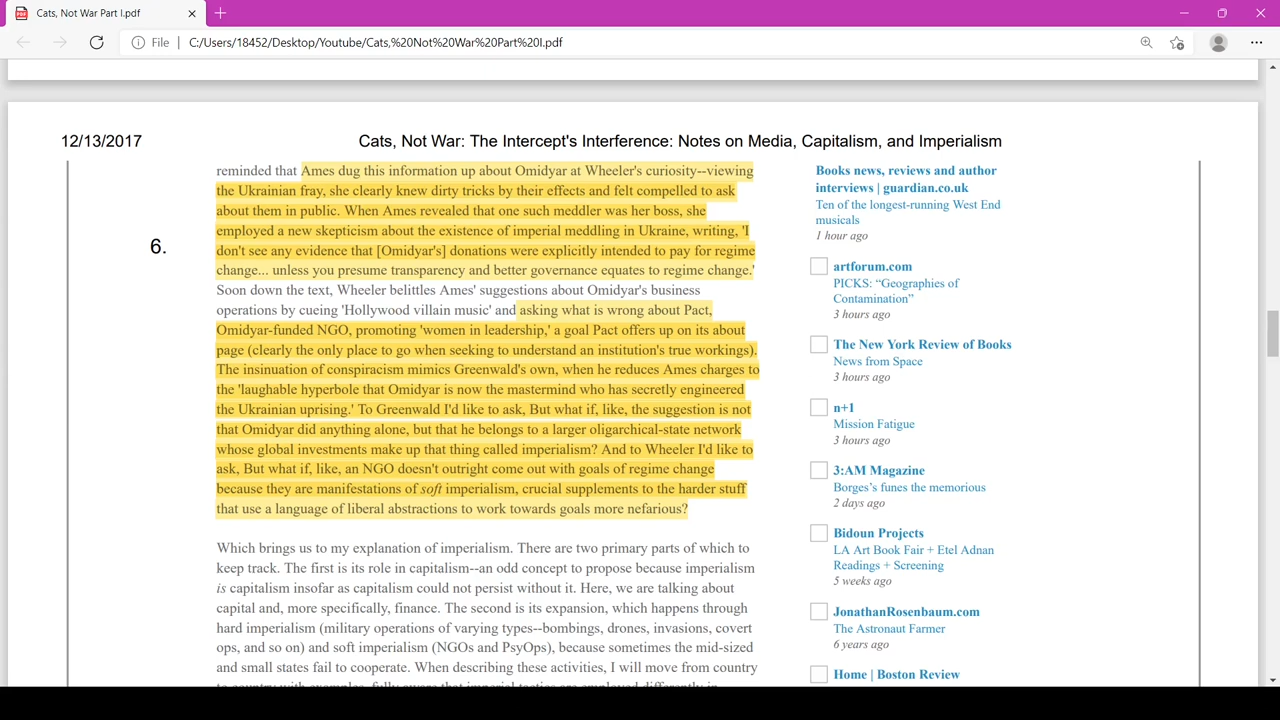 Cats, Not War Part I.pdf
File
C:/Users/18452/Desktop/Youtube/Cats,%20Not%20War%20Part%20I.pdf
12/13/2017
Cats, Not War: The Intercept's Interference: Notes on Media, Capitalism, and Imperialism
6.
reminded that Ames dug this information up about Omidyar at Wheeler's curiosity--viewing
the Ukrainian fray, she clearly knew dirty tricks by their effects and felt compelled to ask
about them in public. When Ames revealed that one such meddler was her boss, she
employed a new skepticism about the existence of imperial meddling in Ukraine, writing, 'I
don't see any evidence that [Omidyar's] donations were explicitly intended to pay for regime
change... unless you presume transparency and better governance equates to regime change.'
Soon down the text, Wheeler belittles Ames' suggestions about Omidyar's business
operations by cueing 'Hollywood villain music' and asking what is wrong about Pact,
Omidyar-funded NGO, promoting 'women in leadership,' a goal Pact offers up on its about
page (clearly the only place to go when seeking to understand an institution's true workings).
The insinuation of conspiracism mimics Greenwald's own, when he reduces Ames charges to
the 'laughable hyperbole that Omidyar is now the mastermind who has secretly engineered
the Ukrainian uprising.' To Greenwald I'd like to ask, But what if, like, the suggestion is not
that Omidyar did anything alone, but that he belongs to a larger oligarchical-state network
whose global investments make up that thing called imperialism? And to Wheeler I'd like to
ask, But what if, like, an NGO doesn't outright come out with goals of regime change
because they are manifestations of soft imperialism, crucial supplements to the harder stuff
that use a language of liberal abstractions to work towards goals more nefarious?
Which brings us to my explanation of imperialism. There are two primary parts of which to
keep track. The first is its role in capitalism--an odd concept to propose because imperialism
is capitalism insofar as capitalism could not persist without it. Here, we are talking about
capital and, more specifically, finance. The second is its expansion, which happens through
hard imperialism (military operations of varying types--bombings, drones, invasions, covert
ops, and so on) and soft imperialism (NGOs and PsyOps), because sometimes the mid-sized
and small states fail to cooperate. When describing these activities, I will move from country
to country with examples, fully aware that imperial tactics are employed differently in
Books news, reviews and author
interviews | guardian.co.uk
Ten of the longest-running West End
musicals
1 hour ago
artforum.com
PICKS: “Geographies of
Contamination”
3 hours ago
The New York Review of Books
News from Space
3 hours ago
n+1
Mission Fatigue
3 hours ago
3:AM Magazine
Borges’s funes the memorious
2 days ago
Bidoun Projects
LA Art Book Fair + Etel Adnan
Readings + Screening
5 weeks ago
JonathanRosenbaum.com
The Astronaut Farmer
6 years ago
Home | Boston Review